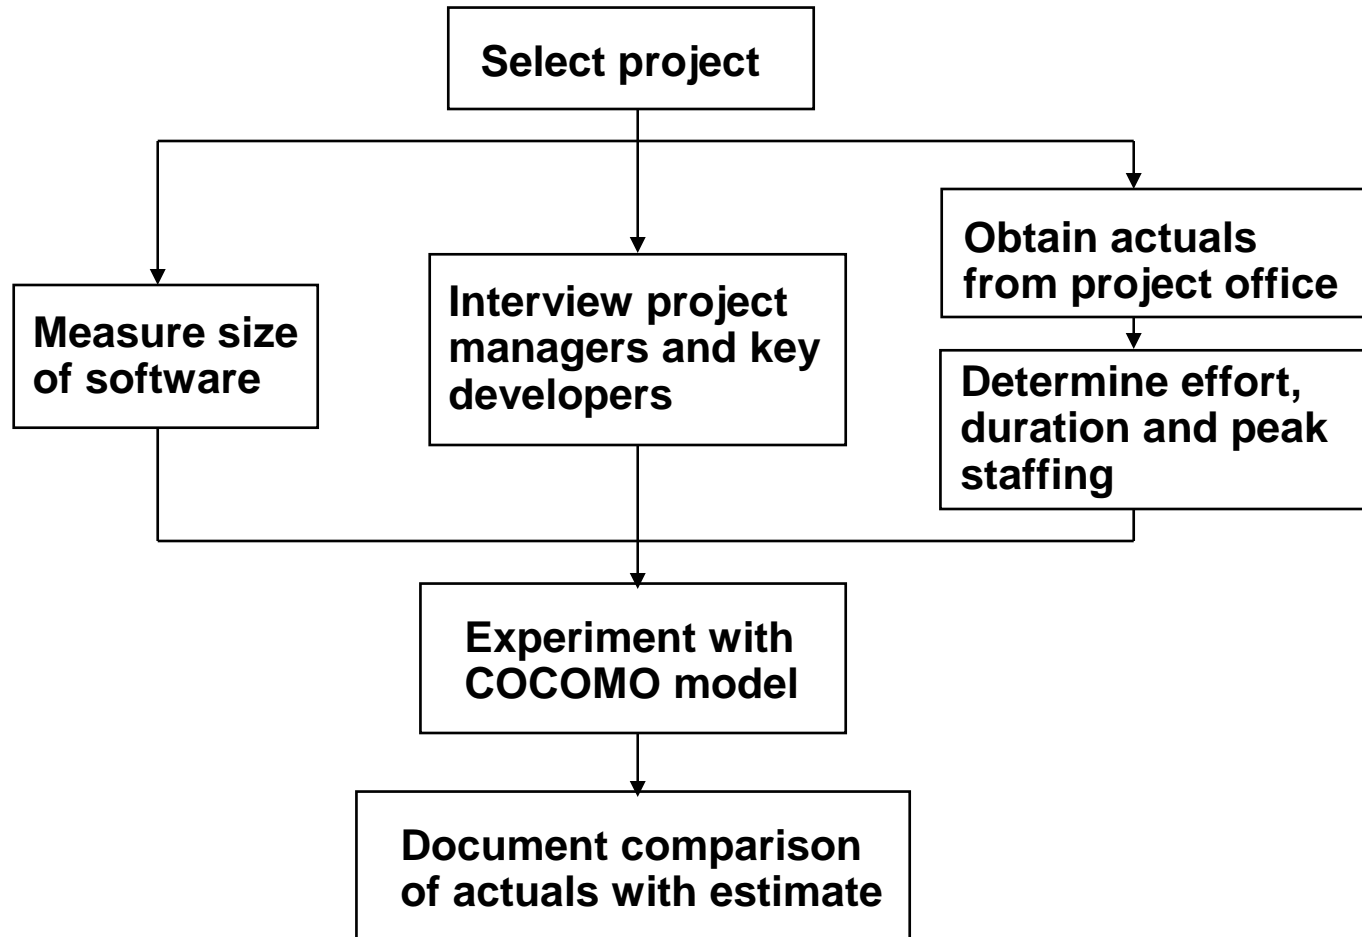 Select project
Measure size
of software
Interview project
managers and key
developers
Obtain actuals
from project office
Determine effort,
duration and peak
staffing
Experiment with
COCOMO model
Document comparison
of actuals with estimate